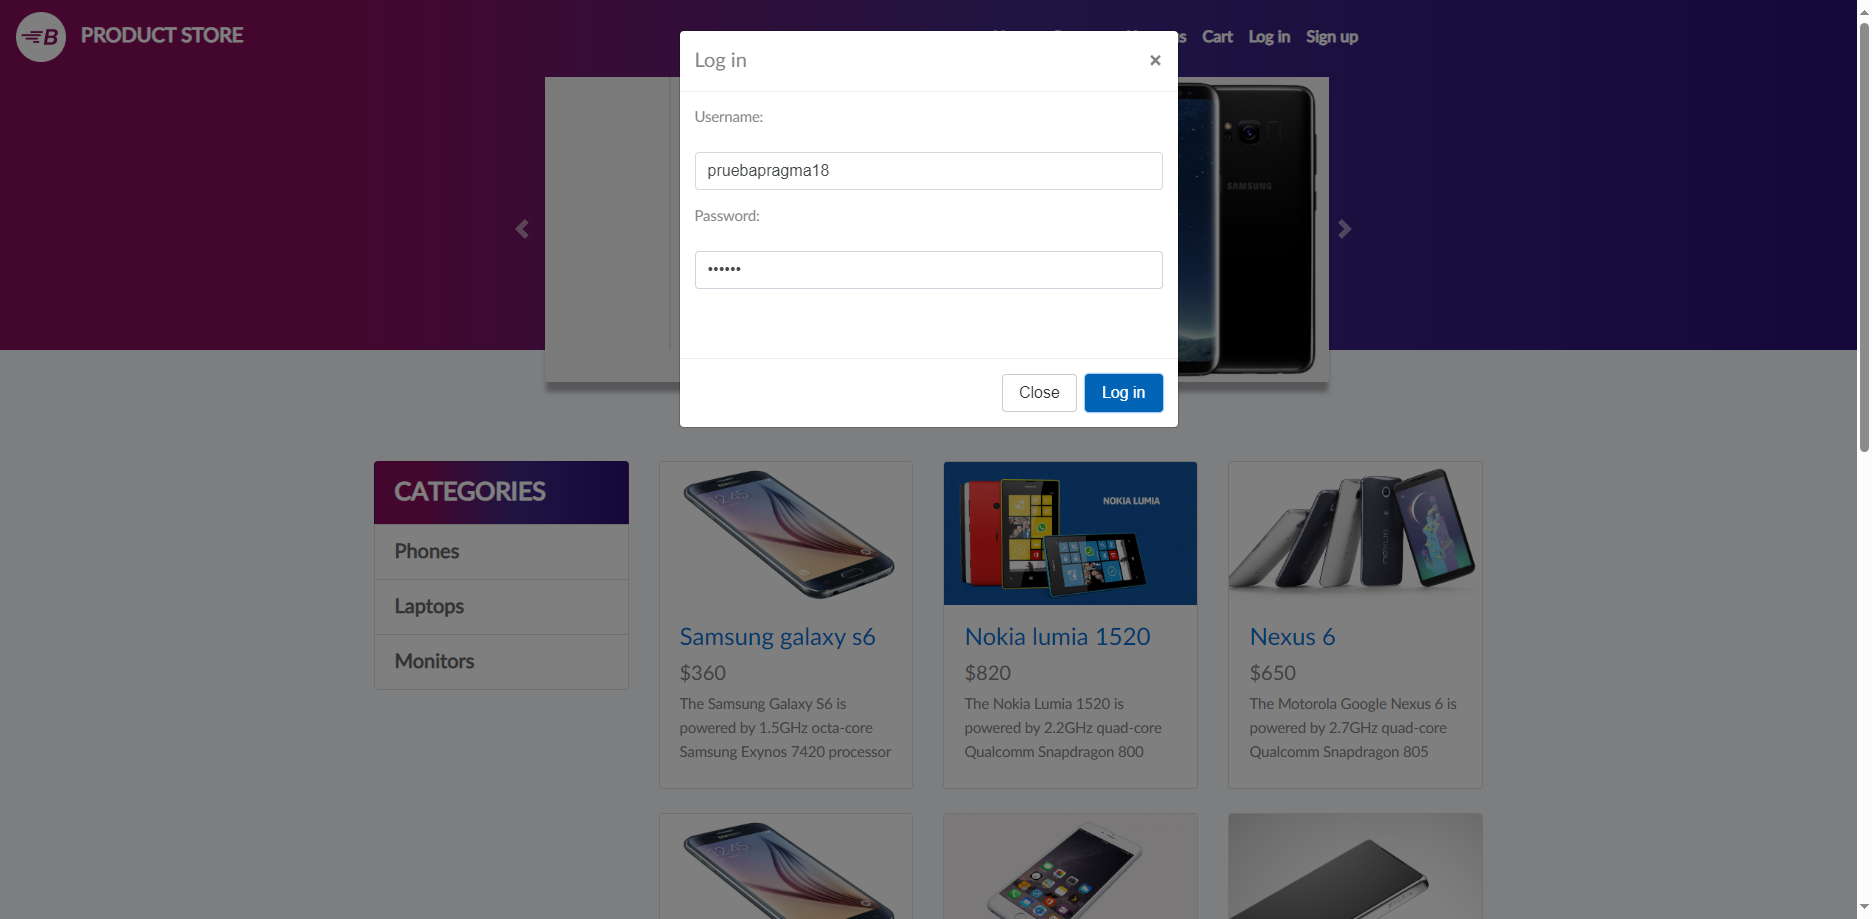 PRODUCT STORE
Cart Log in Sign up
Log in
×
Username:
pruebapragma18
Password:
••••••
Close
Log in
SAMSUNG
CATEGORIES
Phones
Laptops
Monitors
12:45
NOKIA LUMIA
Samsung galaxy s6
$360
The Samsung Galaxy S6 is
powered by 1.5GHz octa-core
Samsung Exynos 7420 processor
Nokia lumia 1520
$820
The Nokia Lumia 1520 is
powered by 2.2GHz quad-core
Qualcomm Snapdragon 800
Nexus 6
$650
The Motorola Google Nexus 6 is
powered by 2.7GHz quad-core
Qualcomm Snapdragon 805
12:45